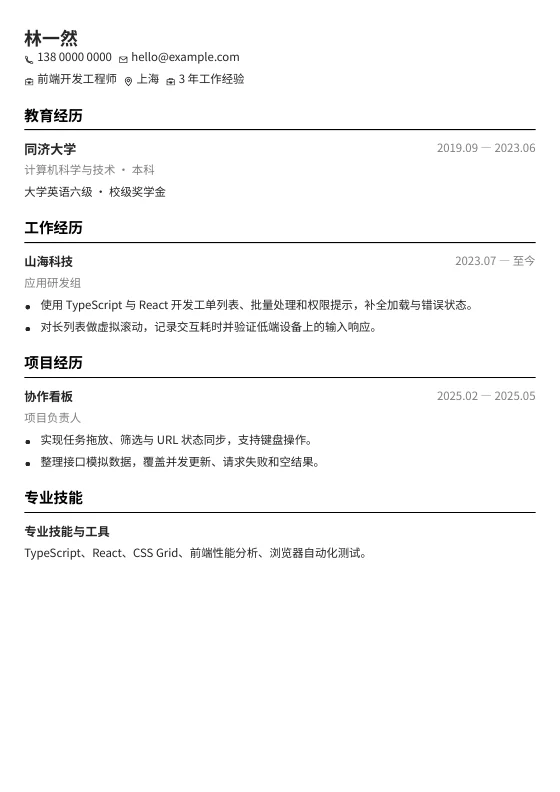 林一然
138 0000 0000 hello@example.com
前端开发工程师 上海 3 年工作经验
教育经历
同济大学 2019.09 — 2023.06
计算机科学与技术 • 本科
大学英语六级 • 校级奖学金
工作经历
山海科技 2023.07 — 至今
应用研发组
• 使用 TypeScript 与 React 开发工单列表、批量处理和权限提示，补全加载与错误状态。
• 对长列表做虚拟滚动，记录交互耗时并验证低端设备上的输入响应。
项目经历
协作看板 2025.02 — 2025.05
项目负责人
• 实现任务拖放、筛选与 URL 状态同步，支持键盘操作。
• 整理接口模拟数据，覆盖并发更新、请求失败和空结果。
专业技能
专业技能与工具
TypeScript、React、CSS Grid、前端性能分析、浏览器自动化测试。